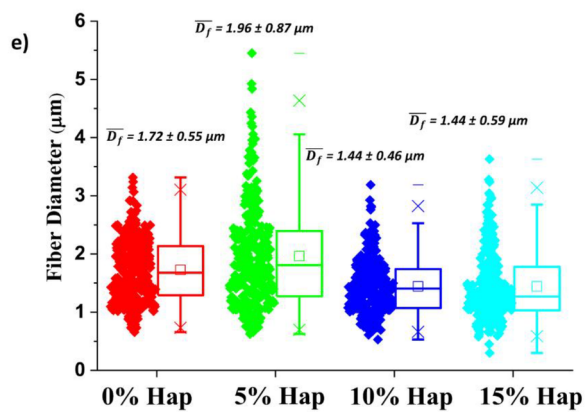 e)
6
5
4
3
2
1
0
Fiber Diameter (µm)
D̅f̅ = 1.72 ± 0.55 µm
D̅f̅ = 1.96 ± 0.87 µm
D̅f̅ = 1.44 ± 0.46 µm
D̅f̅ = 1.44 ± 0.59 µm
0% Hap
5% Hap
10% Hap
15% Hap